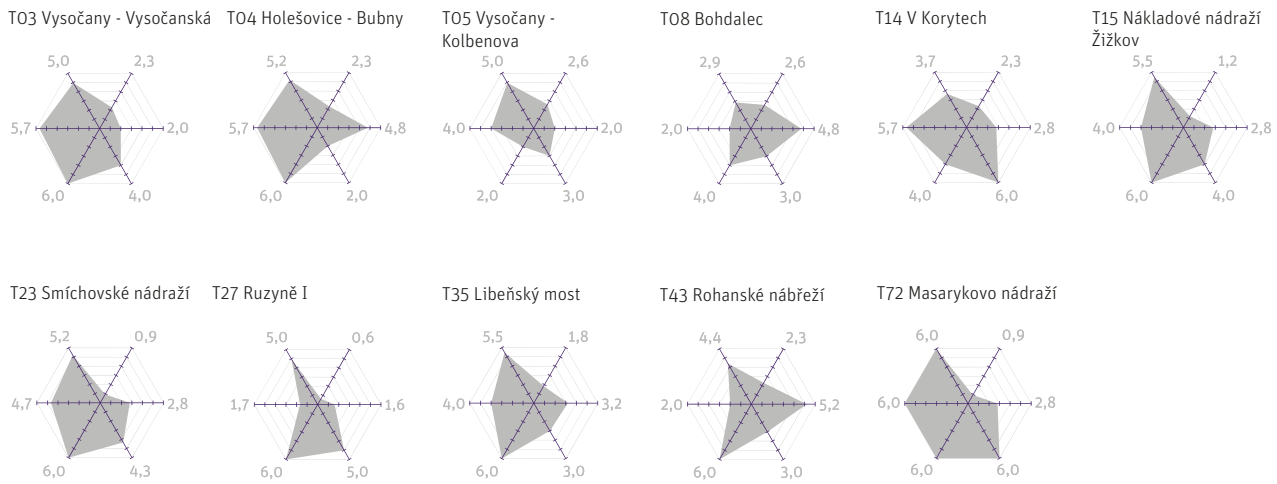 T03 Vysočany - Vysočanská
5,0 2,3
5,7 2,0
6,0 4,0
T04 Holešovice - Bubny
5,2 2,3
5,7 4,8
6,0 2,0
T05 Vysočany -
Kolbenova
5,0 2,6
4,0 2,0
2,0 3,0
T08 Bohdalec
2,9 2,6
2,0 4,8
4,0 3,0
T14 V Korytech
3,7 2,3
5,7 2,8
4,0 6,0
T15 Nákladové nádraží
Žižkov
5,5 1,2
4,0 2,8
6,0 4,0
T23 Smíchovské nádraží
5,2 0,9
4,7 2,8
6,0 4,3
T27 Ruzyně I
5,0 0,6
1,7 1,6
6,0 5,0
T35 Libeňský most
5,5 1,8
4,0 3,2
6,0 3,0
T43 Rohanské nábřeží
4,4 2,3
2,0 5,2
6,0 3,0
T72 Masarykovo nádraží
6,0 0,9
6,0 2,8
6,0 6,0